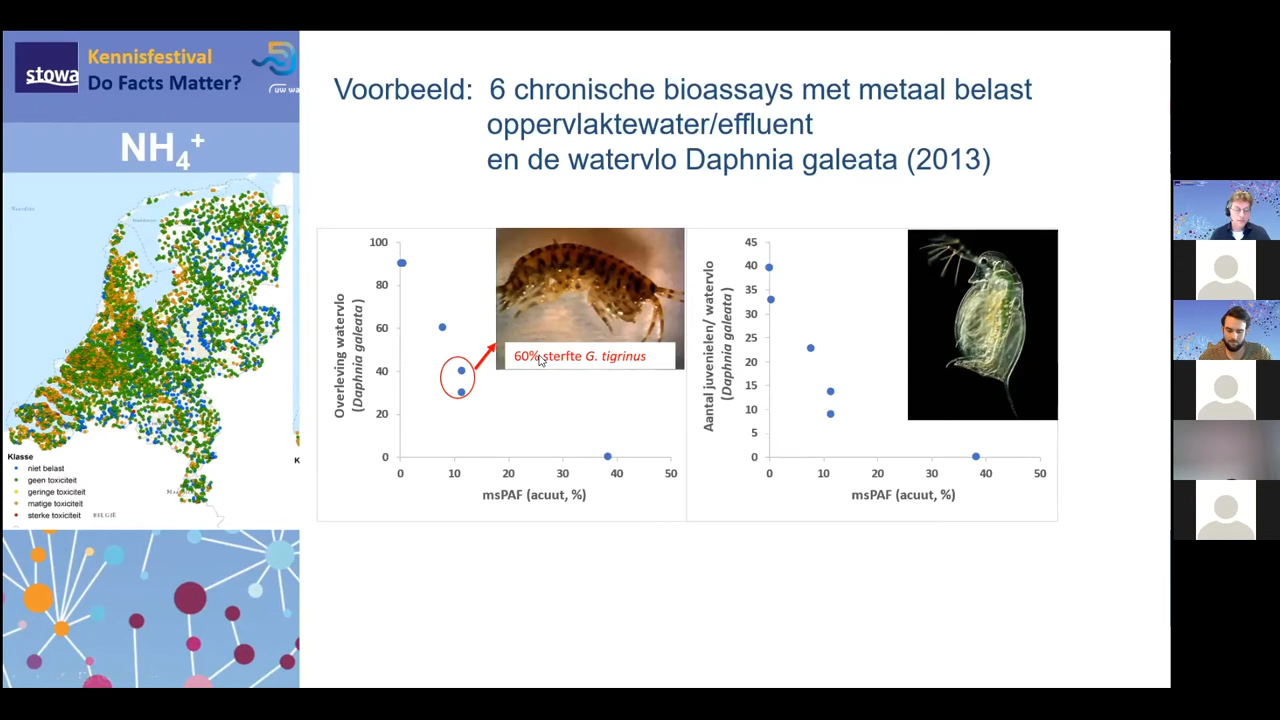 stowa
Kennisfestival
Do Facts Matter?
uw wa
NH4+
Klasse
niet belast
geen toxiciteit
geringe toxiciteit
matige toxiciteit
sterke toxiciteit
BELGIË
K
Voorbeeld: 6 chronische bioassays met metaal belast
oppervlaktewater/effluent
en de watervlo Daphnia galeata (2013)
Overleving watervlo
(Daphnia galeata)
100
80
60
40
20
0
0 10 20 30 40 50
msPAF (acuut, %)
60% sterfte G. tigrinus
Aantal juvenielen/ watervlo
(Daphnia galeata)
45
40
35
30
25
20
15
10
5
0
0 10 20 30 40 50
msPAF (acuut, %)